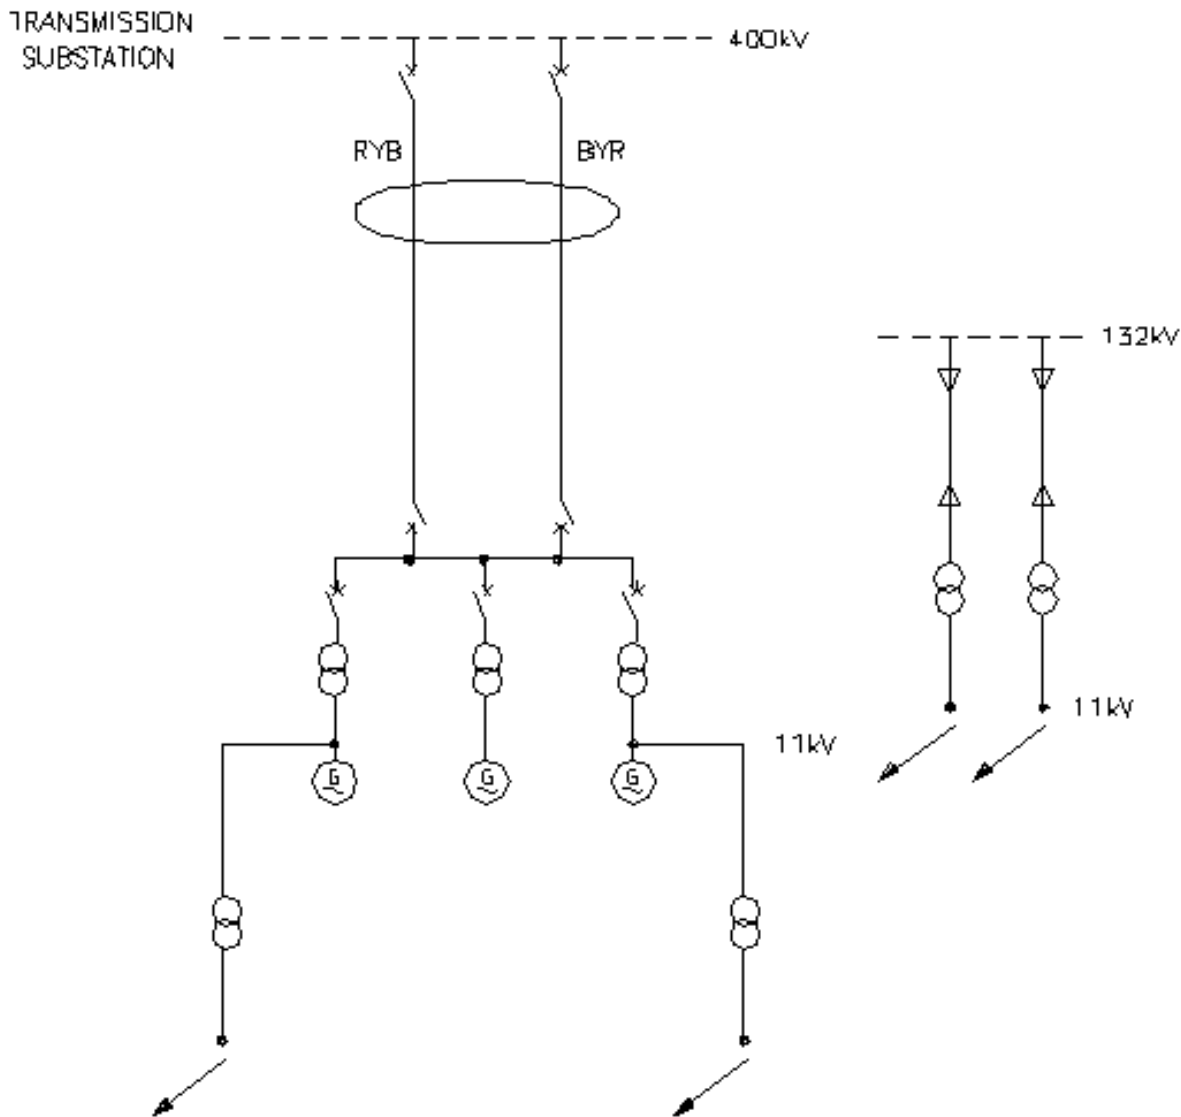 TRANSMISSION
SUBSTATION
400kV
RYB
BYR
132kV
11kV
11kV
G
G
G